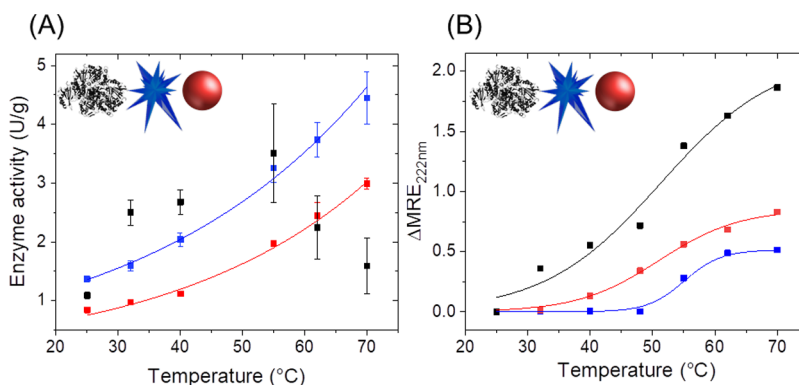 (A)
Enzyme activity (U/g)
5
4
3
2
1
20 30 40 50 60 70
Temperature (°C)
(B)
ΔMRE222nm
2.0
1.5
1.0
0.5
0.0
20 30 40 50 60 70
Temperature (°C)